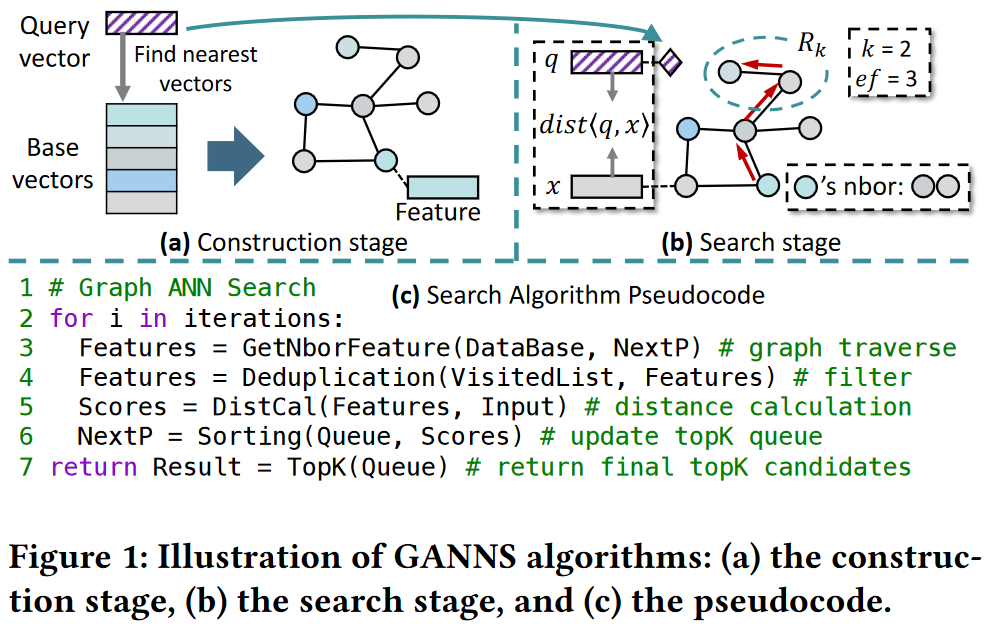 Query
vector
Find nearest
vectors
Base
vectors
Feature
(a) Construction stage
q
dist⟨q, x⟩
x
R_k
k = 2
ef = 3
's nbor:
(b) Search stage
(c) Search Algorithm Pseudocode
1 # Graph ANN Search
2 for i in iterations:
3   Features = GetNborFeature(DataBase, NextP) # graph traverse
4   Features = Deduplication(VisitedList, Features) # filter
5   Scores = DistCal(Features, Input) # distance calculation
6   NextP = Sorting(Queue, Scores) # update topK queue
7 return Result = TopK(Queue) # return final topK candidates
Figure 1: Illustration of GANNS algorithms: (a) the construc-
tion stage, (b) the search stage, and (c) the pseudocode.